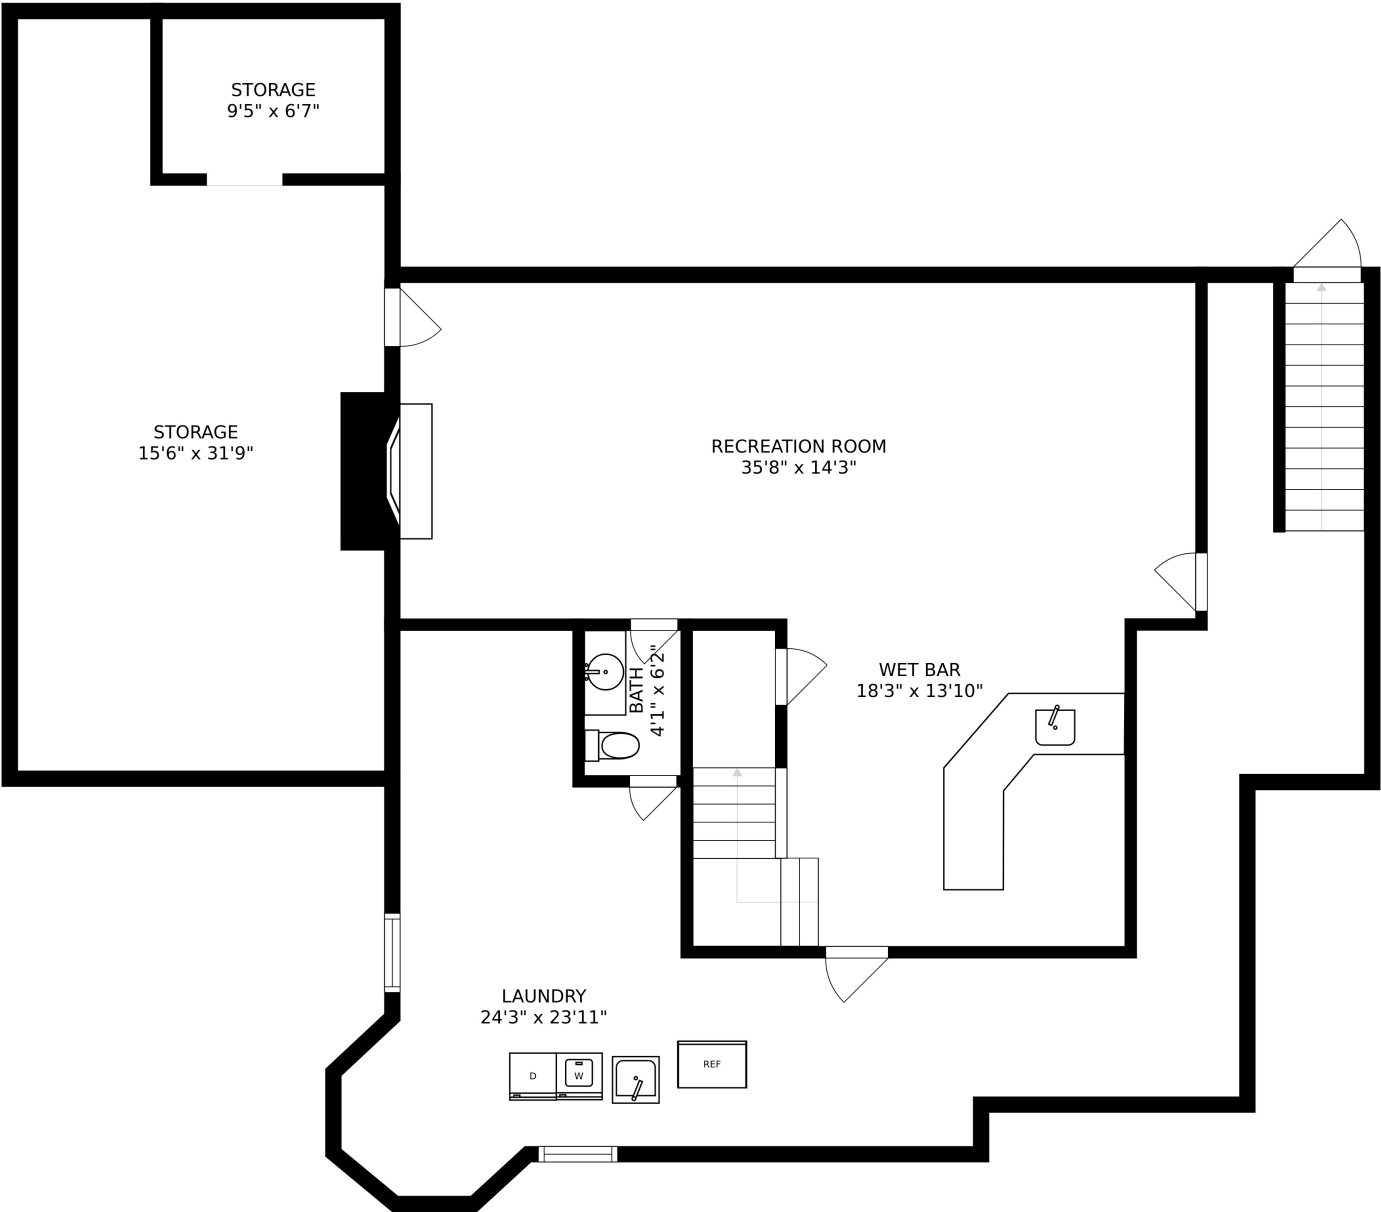 STORAGE
9'5" x 6'7"
STORAGE
15'6" x 31'9"
RECREATION ROOM
35'8" x 14'3"
BATH
4'1" x 6'2"
WET BAR
18'3" x 13'10"
LAUNDRY
24'3" x 23'11"
D
W
REF